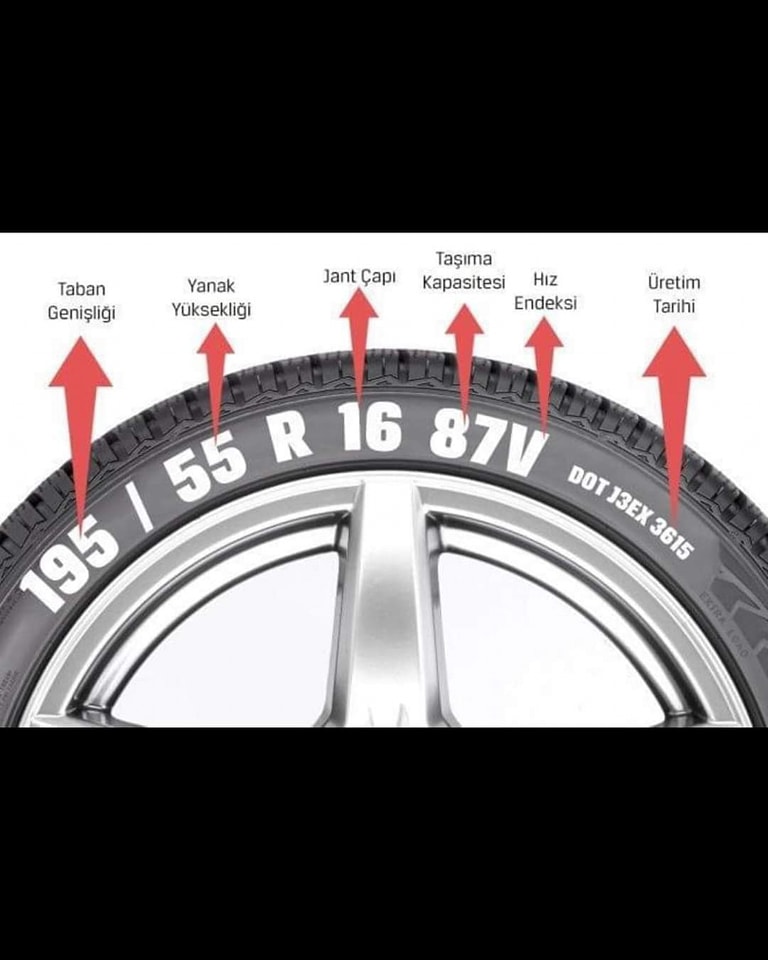 Taban
Genişliği
Yanak
Yüksekliği
Jant Çapı
Taşıma
Kapasitesi
Hız
Endeksi
Üretim
Tarihi
195 / 55 R 16 87V
DOT J3EX 3615
EXTRA LOAD